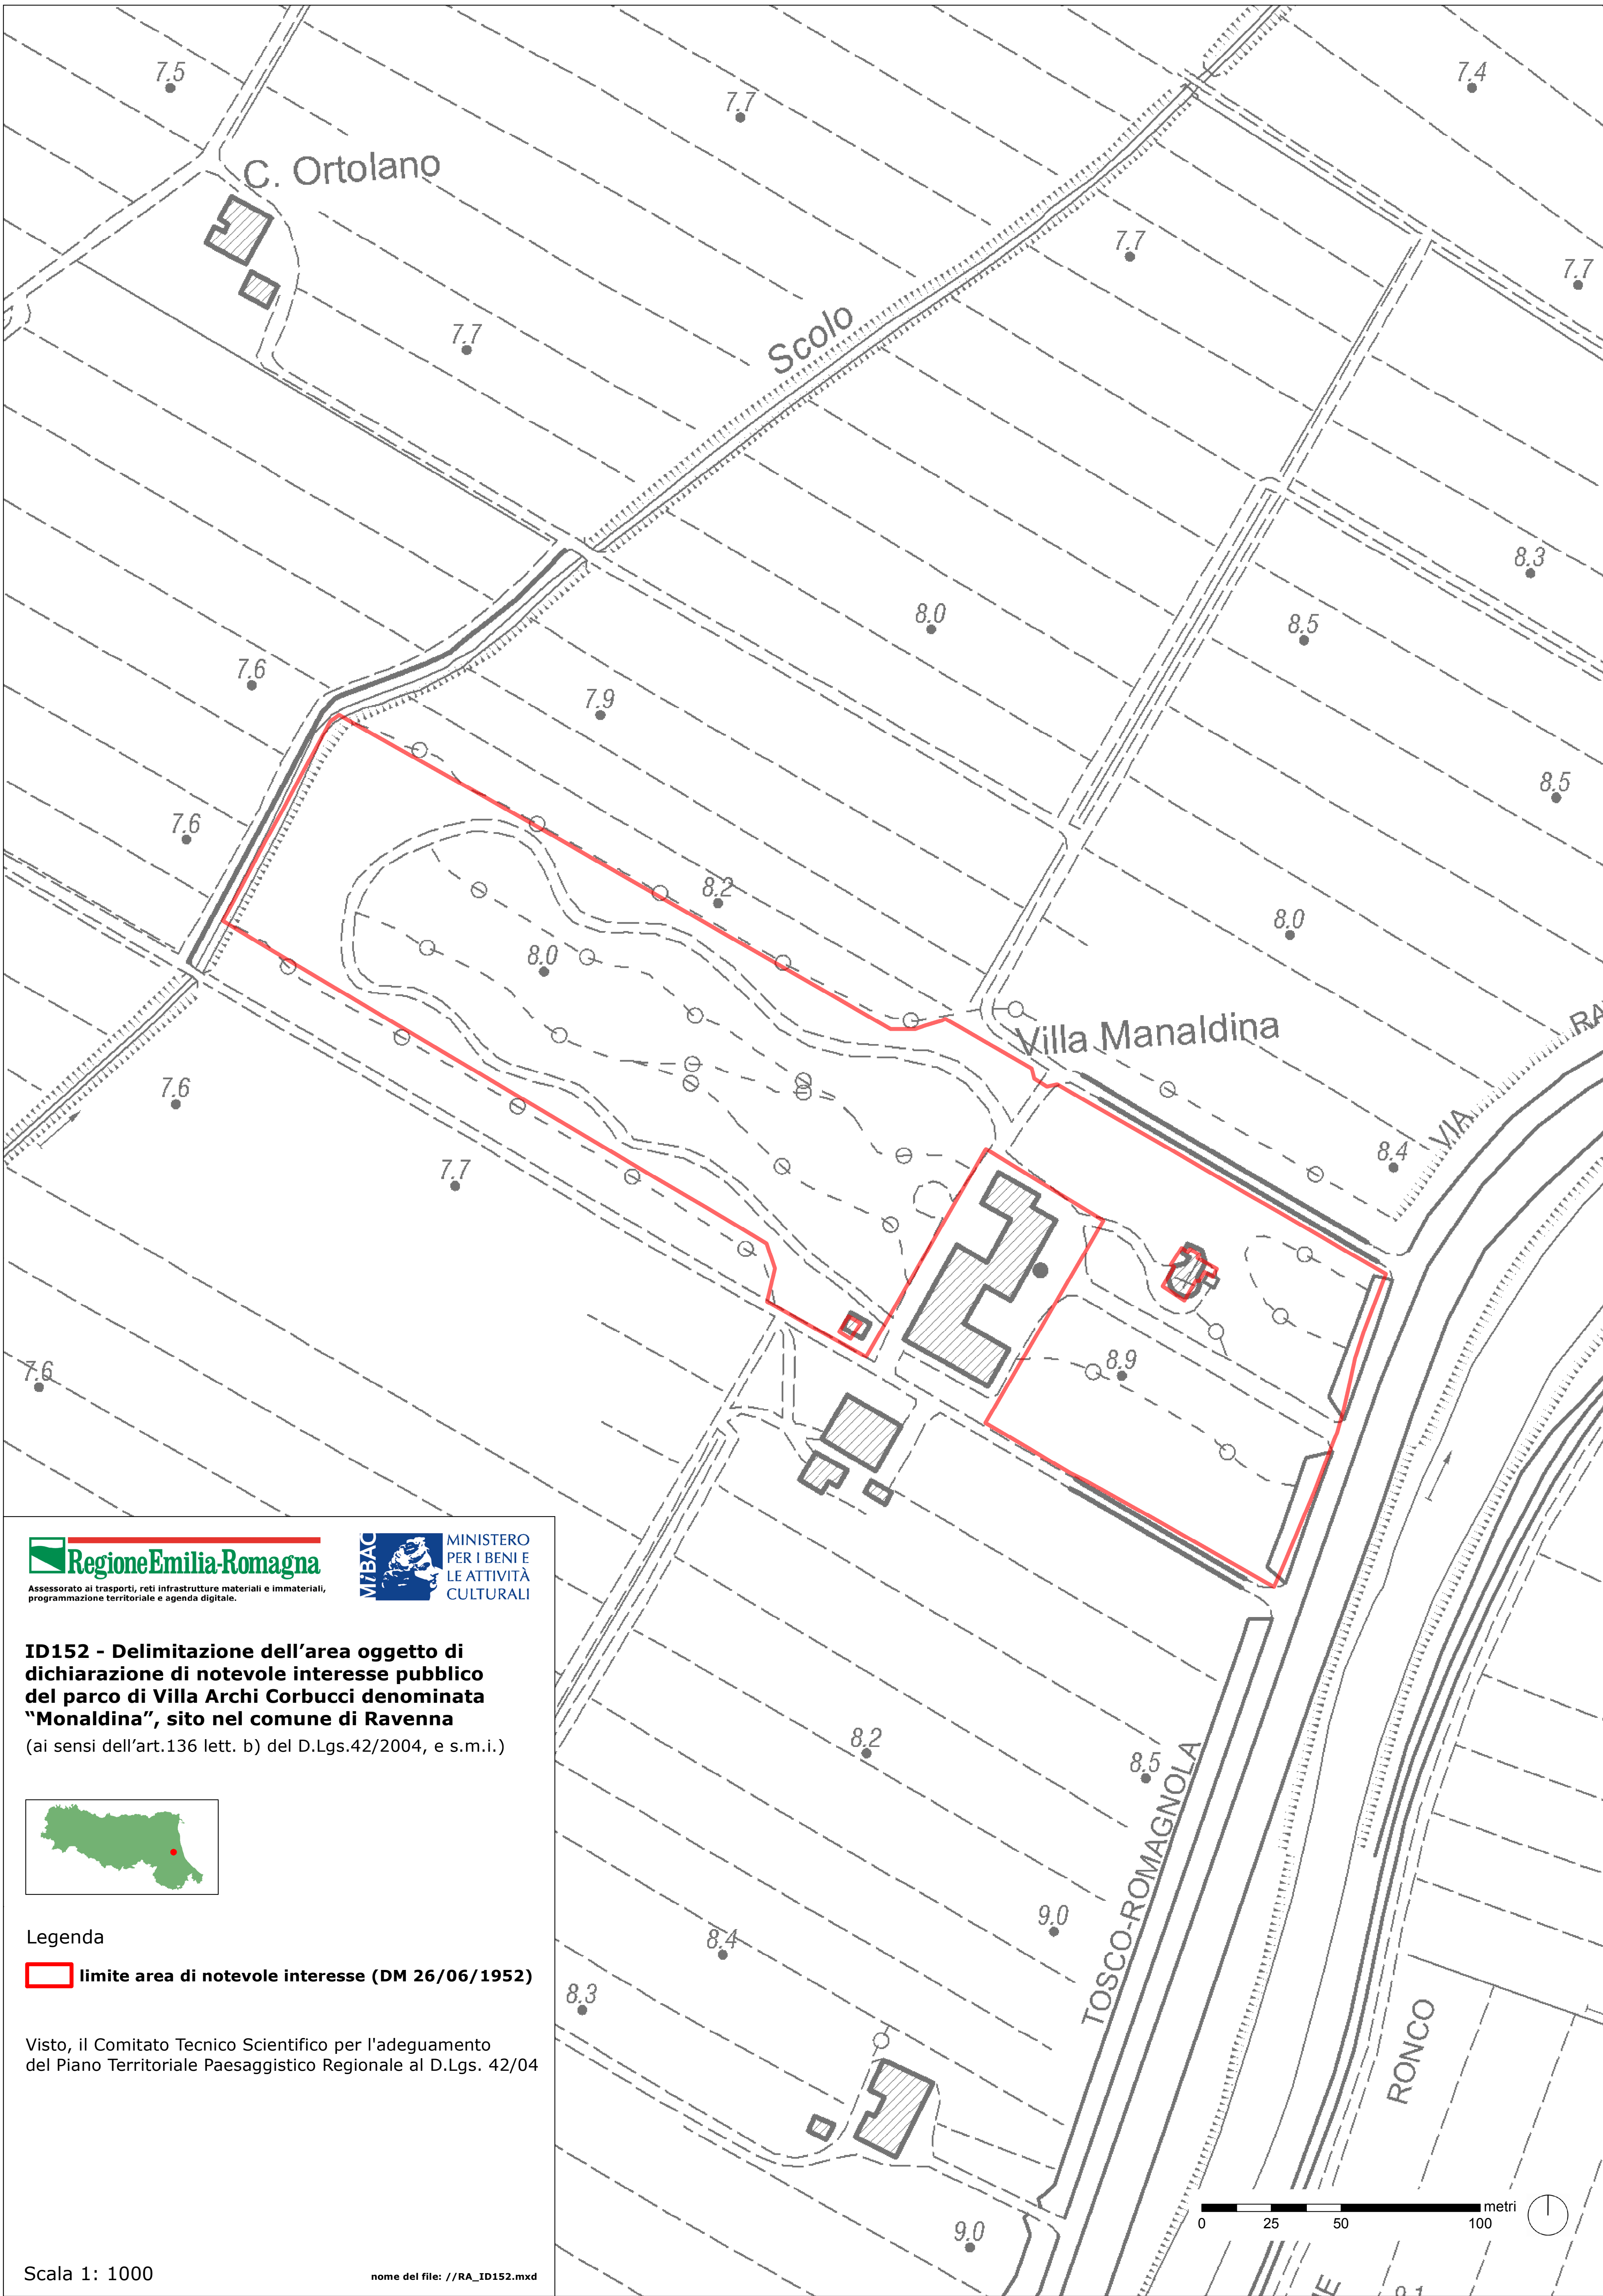 7.5
7.7
7.4
C. Ortolano
7.7
7.7
Scolo
7.7
8.3
8.0
8.5
7.6
7.9
8.5
7.6
8.2
8.0
8.0
Villa Manaldina
RA
7.6
VIA
8.4
7.7
8.9
7.6
RegioneEmilia-Romagna
Assessorato ai trasporti, reti infrastrutture materiali e immateriali,
programmazione territoriale e agenda digitale.
MiBAC
MINISTERO
PER I BENI E
LE ATTIVITÀ
CULTURALI
ID152 - Delimitazione dell’area oggetto di
dichiarazione di notevole interesse pubblico
del parco di Villa Archi Corbucci denominata
“Monaldina”, sito nel comune di Ravenna
(ai sensi dell’art.136 lett. b) del D.Lgs.42/2004, e s.m.i.)
8.2
8.5
TOSCO-ROMAGNOLA
9.0
8.4
8.3
RONCO
Legenda
limite area di notevole interesse (DM 26/06/1952)
Visto, il Comitato Tecnico Scientifico per l'adeguamento
del Piano Territoriale Paesaggistico Regionale al D.Lgs. 42/04
9.0
metri
0 25 50 100
Scala 1: 1000
nome del file: //RA_ID152.mxd